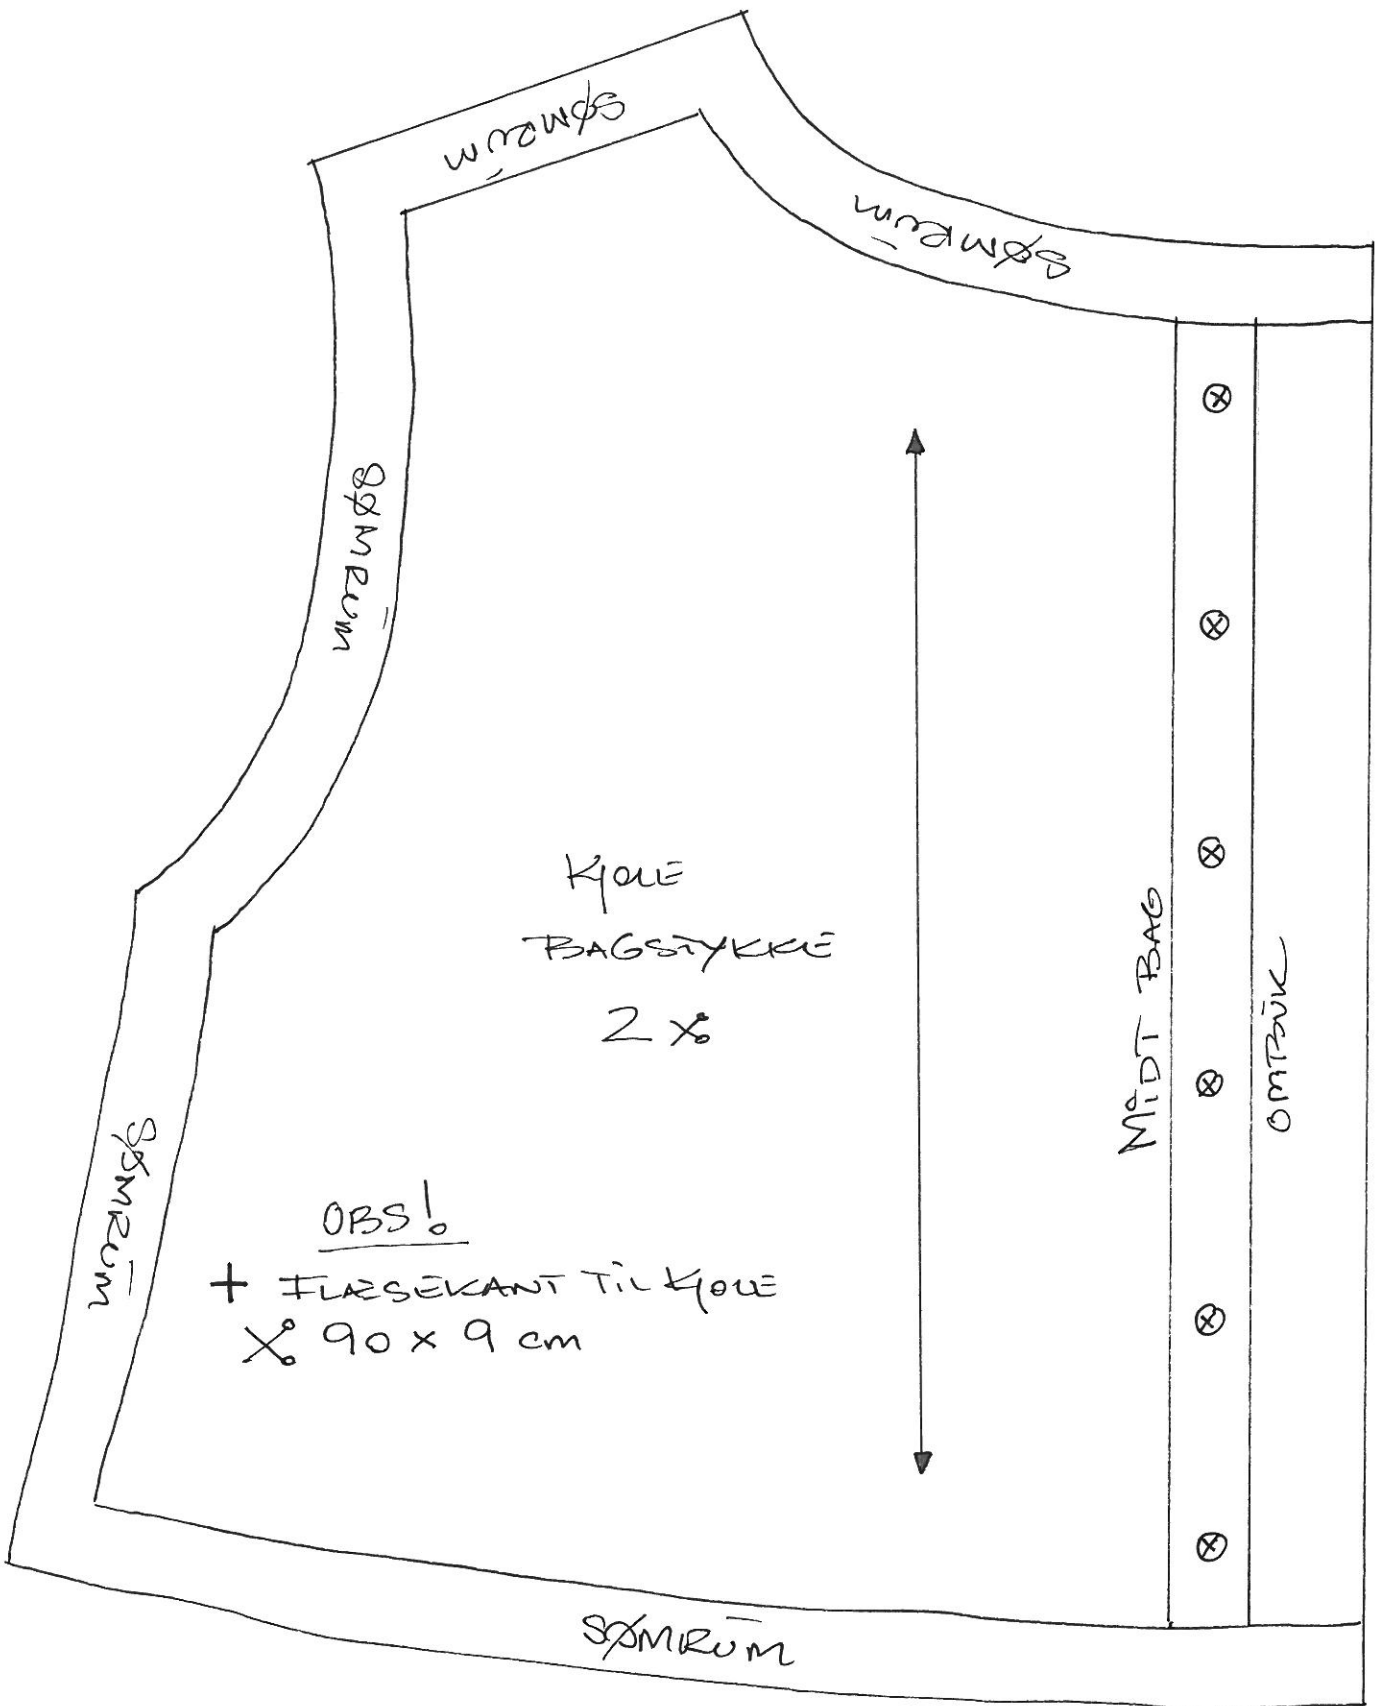 SØMRUM
SØMRUM
SØMRUM
KJOLE
BAGSTYKKE
2 ✂
MIDT BAG
OMBUK
SØMRUM
OBS!
+ FLÆSEKANT TIL KJOLE
✂ 90 x 9 cm
SØMRUM